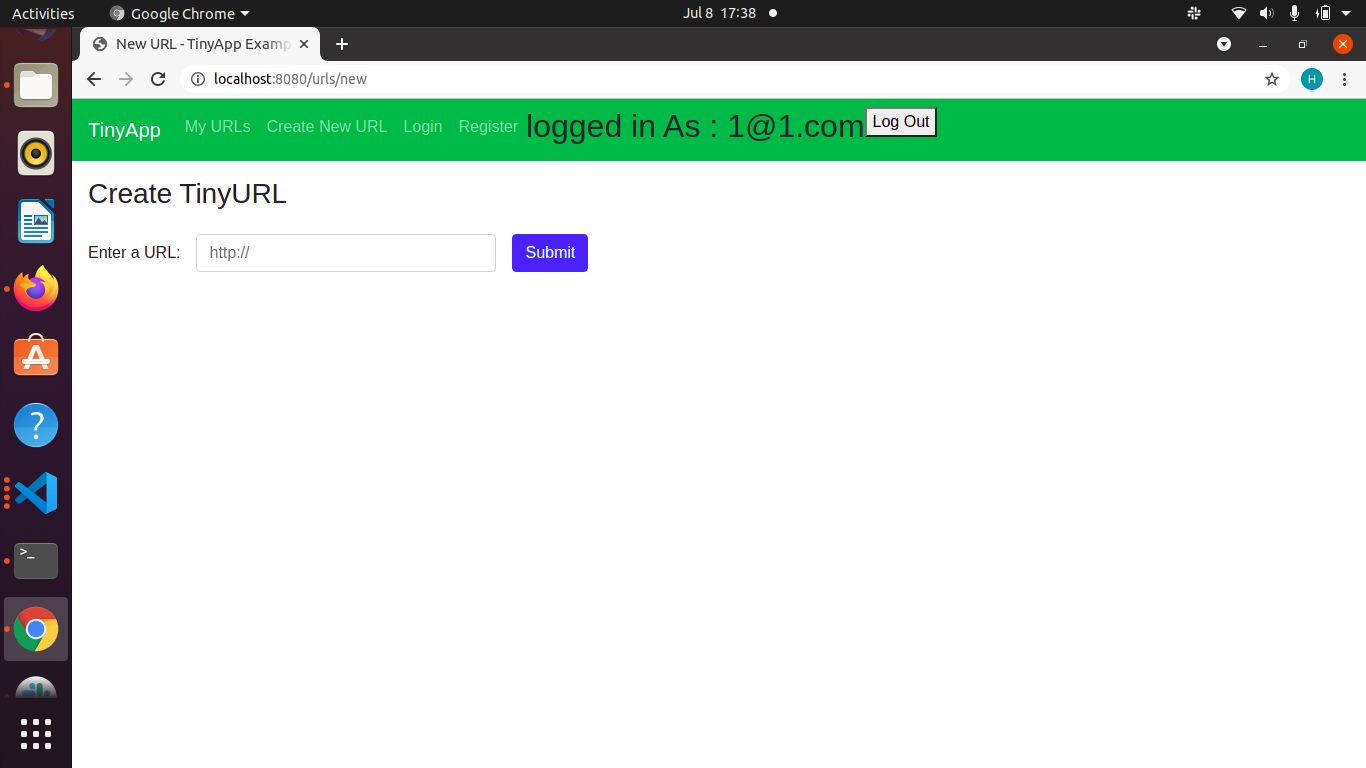 Activities Google Chrome Jul 8 17:38
New URL - TinyApp Examp
localhost:8080/urls/new H
TinyApp My URLs Create New URL Login Register logged in As : 1@1.com Log Out
Create TinyURL
Enter a URL: http:// Submit